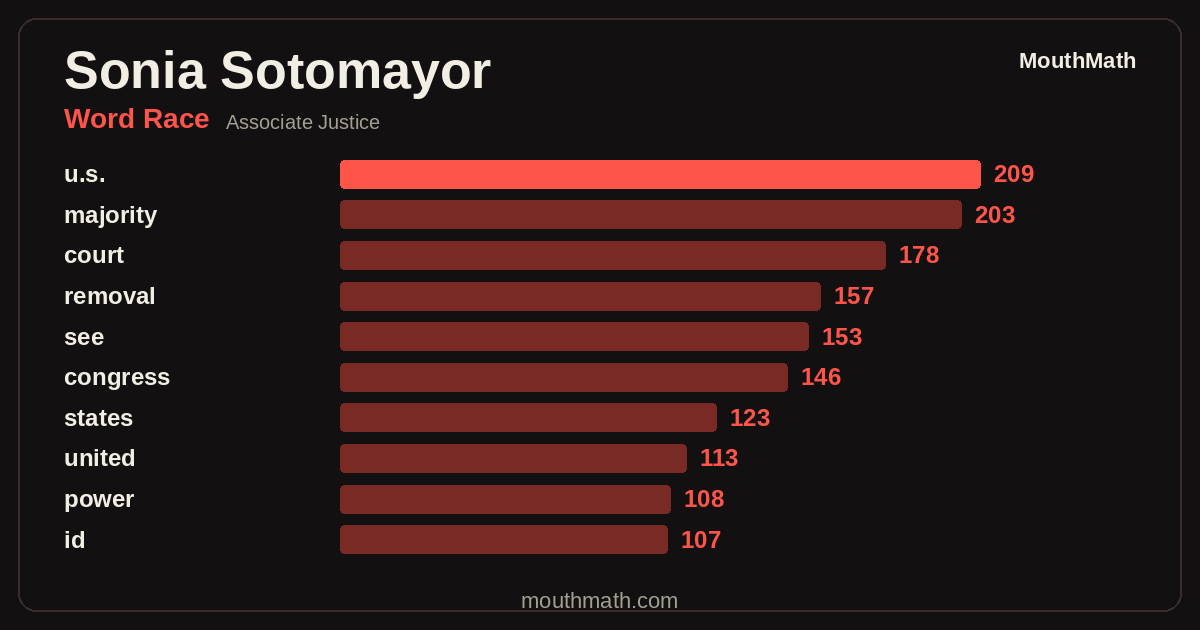 Sonia Sotomayor
MouthMath
Word Race Associate Justice
u.s. 209
majority 203
court 178
removal 157
see 153
congress 146
states 123
united 113
power 108
id 107
mouthmath.com